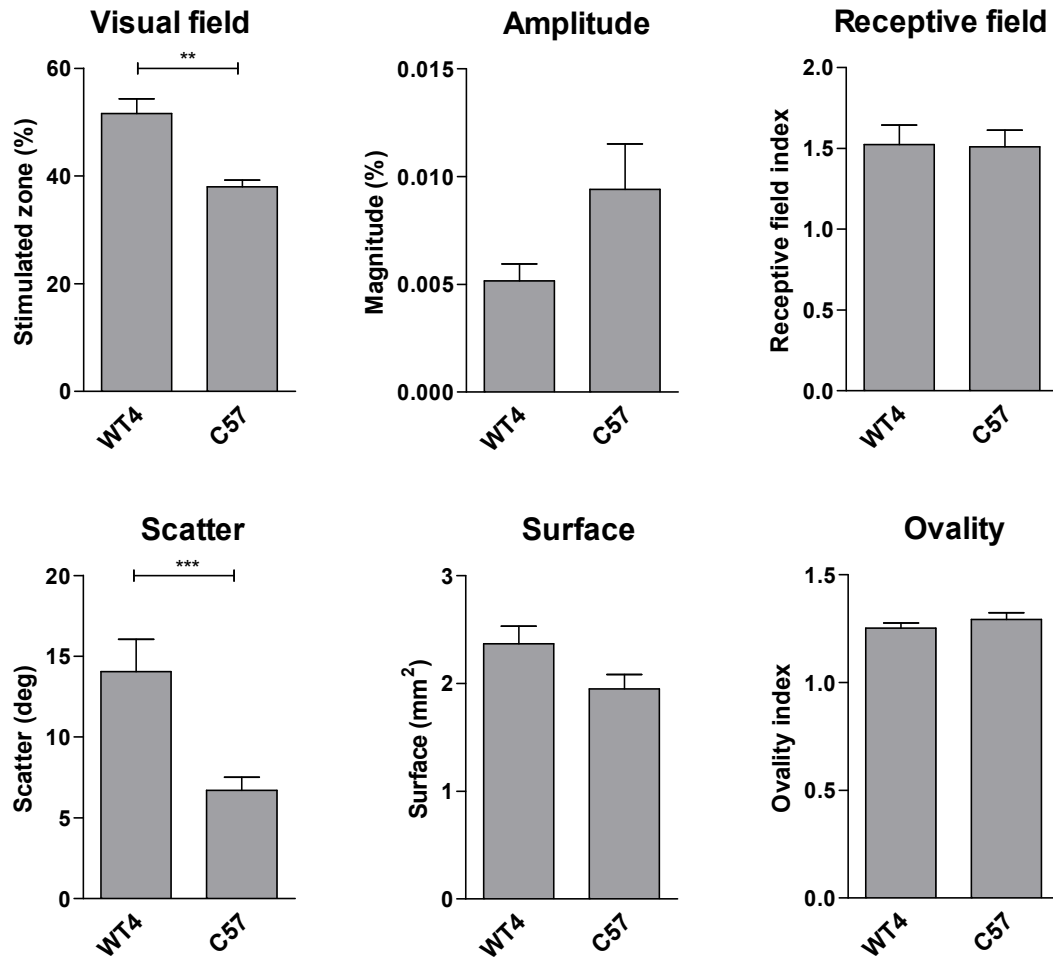 Visual field
**
Stimulated zone (%)
60
40
20
0
WT4
C57
Amplitude
Magnitude (%)
0.015
0.010
0.005
0.000
WT4
C57
Receptive field
Receptive field index
2.0
1.5
1.0
0.5
0.0
WT4
C57
Scatter
***
Scatter (deg)
20
15
10
5
0
WT4
C57
Surface
Surface (mm²)
3
2
1
0
WT4
C57
Ovality
Ovality index
1.5
1.0
0.5
0.0
WT4
C57